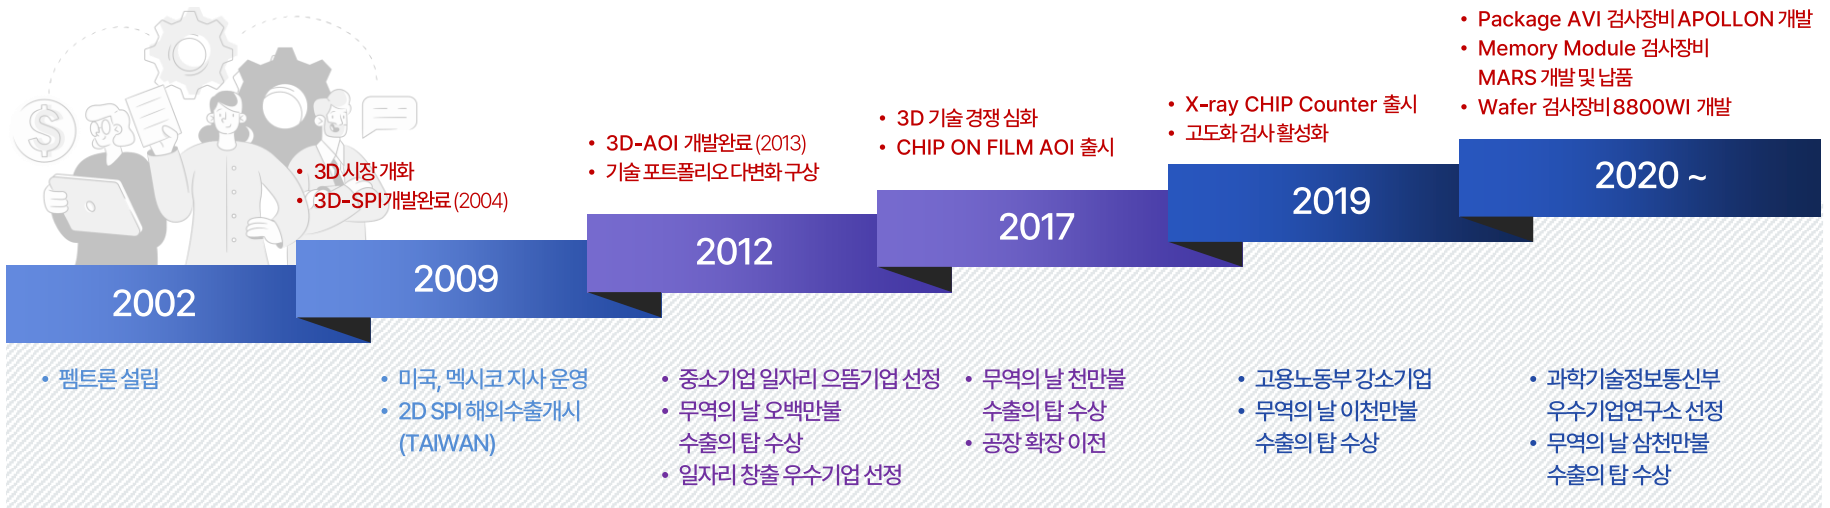 • Package AVI 검사장비 APOLLON 개발
• Memory Module 검사장비
MARS 개발 및 납품
• Wafer 검사장비 8800WI 개발
2020 ~
• X-ray CHIP Counter 출시
• 고도화 검사 활성화
2019
• 3D 기술 경쟁 심화
• CHIP ON FILM AOI 출시
2017
• 3D-AOI 개발완료 (2013)
• 기술 포트폴리오 다변화 구상
2012
• 3D 시장 개화
• 3D-SPI개발완료 (2004)
2009
2002
• 펨트론 설립
• 미국, 멕시코 지사 운영
• 2D SPI 해외수출개시
(TAIWAN)
• 중소기업 일자리 으뜸기업 선정
• 무역의 날 오백만불
수출의 탑 수상
• 일자리 창출 우수기업 선정
• 무역의 날 천만불
수출의 탑 수상
• 공장 확장 이전
• 고용노동부 강소기업
• 무역의 날 이천만불
수출의 탑 수상
• 과학기술정보통신부
우수기업연구소 선정
• 무역의 날 삼천만불
수출의 탑 수상